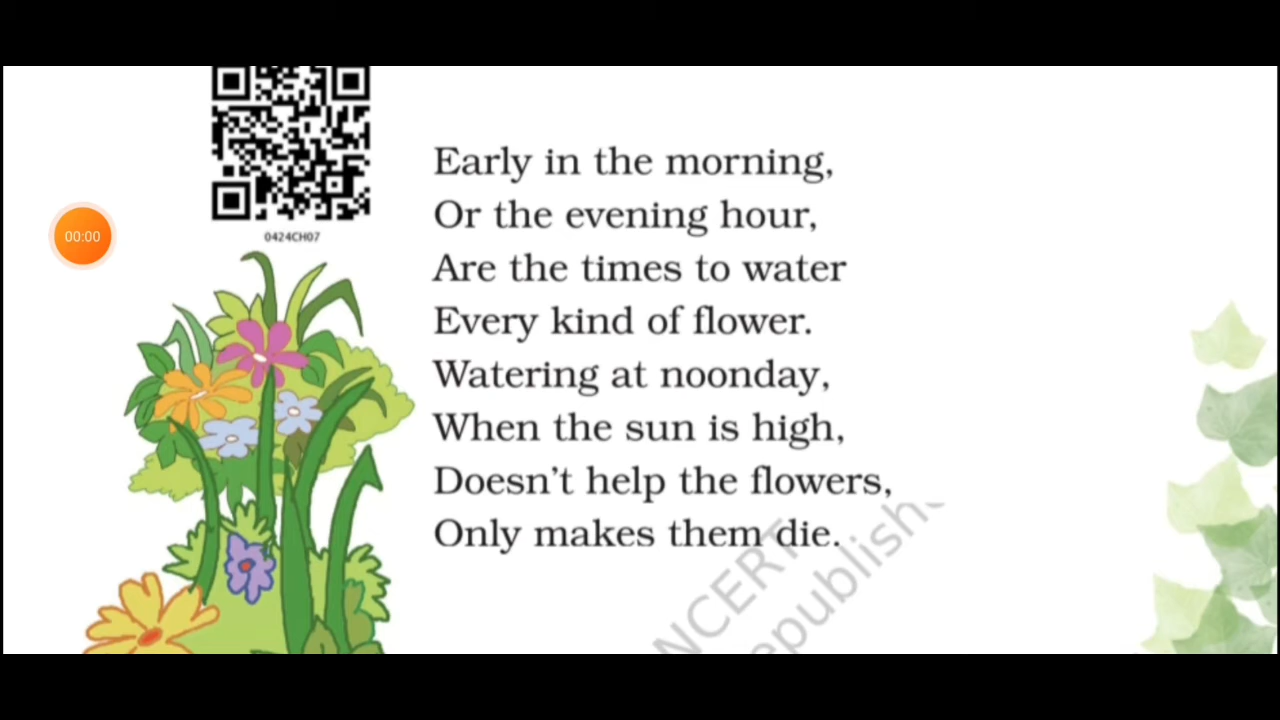 0424CH07
00:00
Early in the morning,
Or the evening hour,
Are the times to water
Every kind of flower.
Watering at noonday,
When the sun is high,
Doesn't help the flowers,
Only makes them die.
NCERT